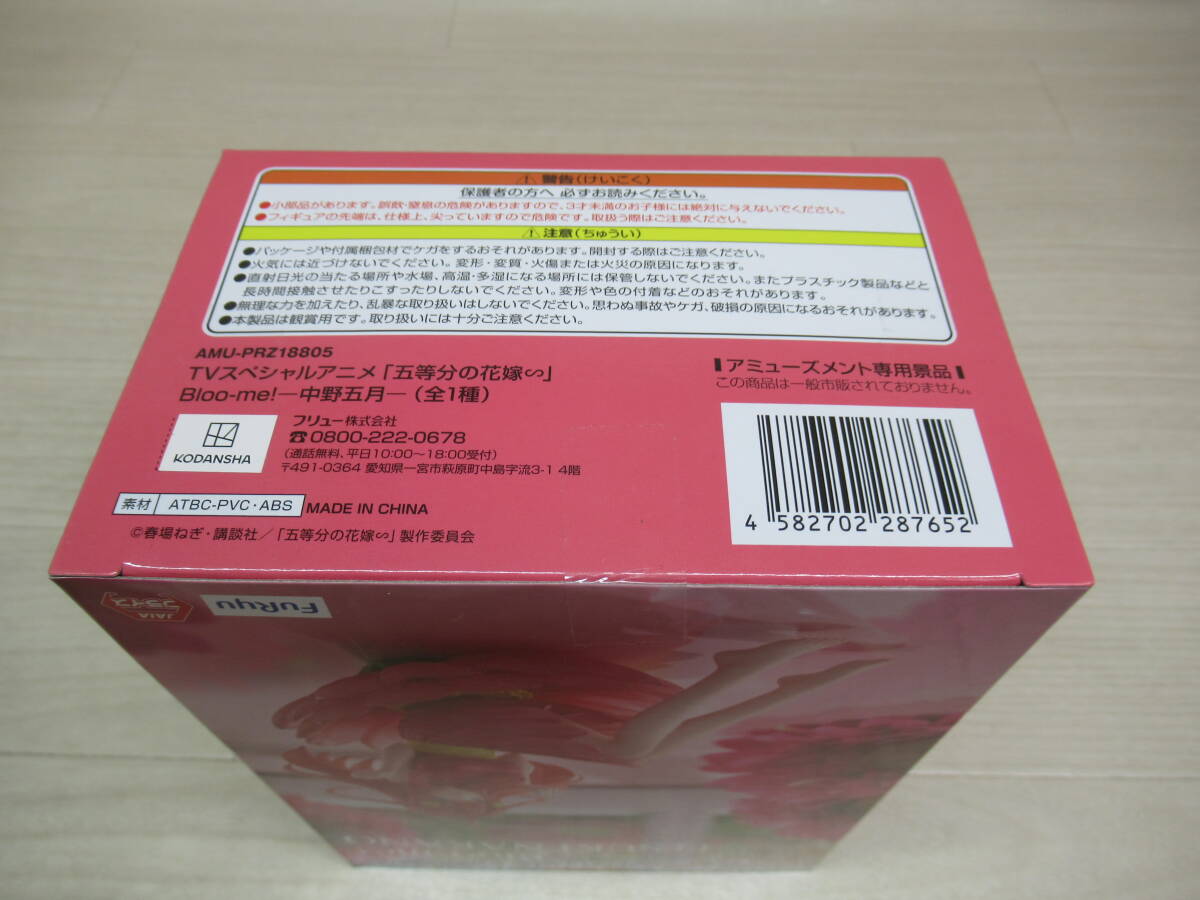 ⚠ 警告(けいこく)
保護者の方へ 必ずお読みください。
●小部品があります。誤飲・窒息の危険がありますので、3才未満のお子様には絶対に与えないでください。
●フィギュアの先端は、仕様上、尖っていますので危険です。取扱う際はご注意ください。
⚠ 注意(ちゅうい)
●パッケージや付属梱包材でケガをするおそれがあります。開封する際はご注意ください。
●火気には近づけないでください。変形・変質・火傷または火災の原因になります。
●直射日光の当たる場所や水場、高温・多湿になる場所には保管しないでください。またプラスチック製品などと
長時間接触させたりこすったりしないでください。変形や色の付着などのおそれがあります。
●無理な力を加えたり、乱暴な取り扱いはしないでください。思わぬ事故やケガ、破損の原因になるおそれがあります。
●本製品は観賞用です。取り扱いには十分ご注意ください。
AMU-PRZ18805
TVスペシャルアニメ「五等分の花嫁∽」
Bloo-me!―中野五月―(全1種)
フリュー株式会社
☎0800-222-0678
(通話無料、平日10:00~18:00受付)
〒491-0364 愛知県一宮市萩原町中島字流3-1 4階
KODANSHA
素材 ATBC-PVC・ABS MADE IN CHINA
©春場ねぎ・講談社/「五等分の花嫁∽」製作委員会
アミューズメント専用景品
この商品は一般市販されておりません。
4 582702 287652
JAIA プライズ
FuRyu